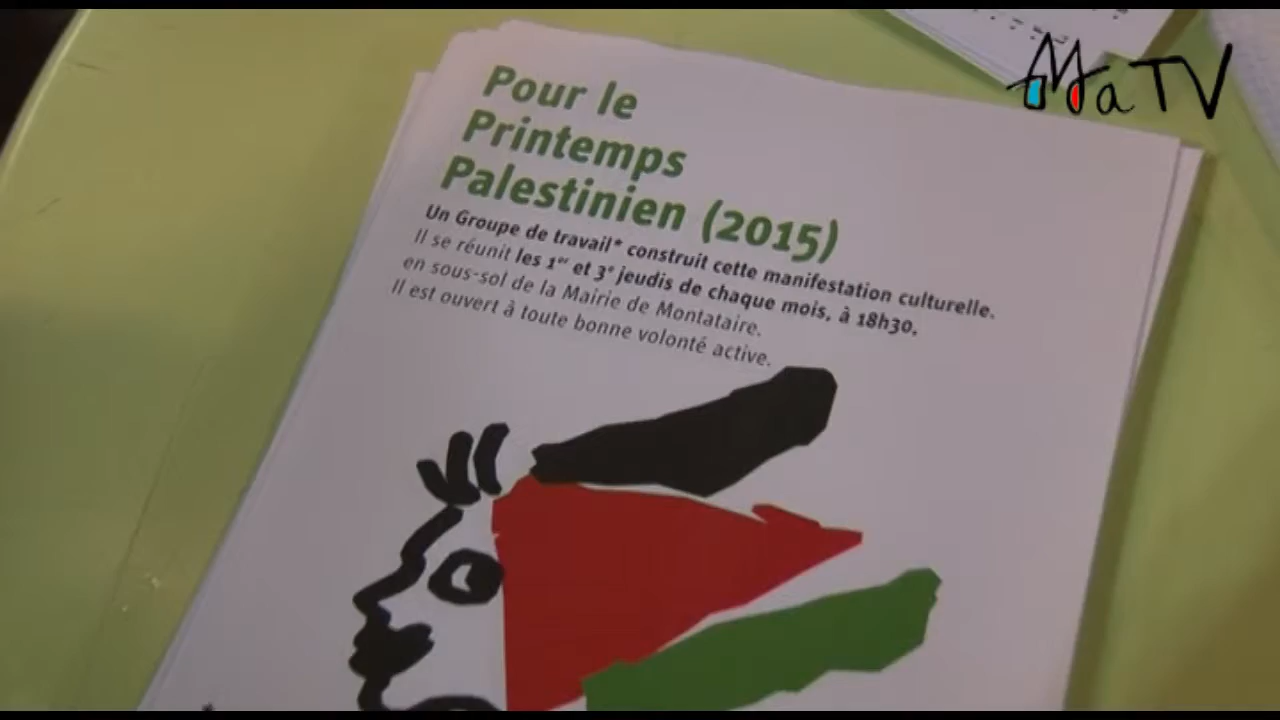 MaTV
Pour le
Printemps
Palestinien (2015)
Un Groupe de travail* construit cette manifestation culturelle.
Il se réunit les 1er et 3e jeudis de chaque mois, à 18h30,
en sous-sol de la Mairie de Montataire.
Il est ouvert à toute bonne volonté active.